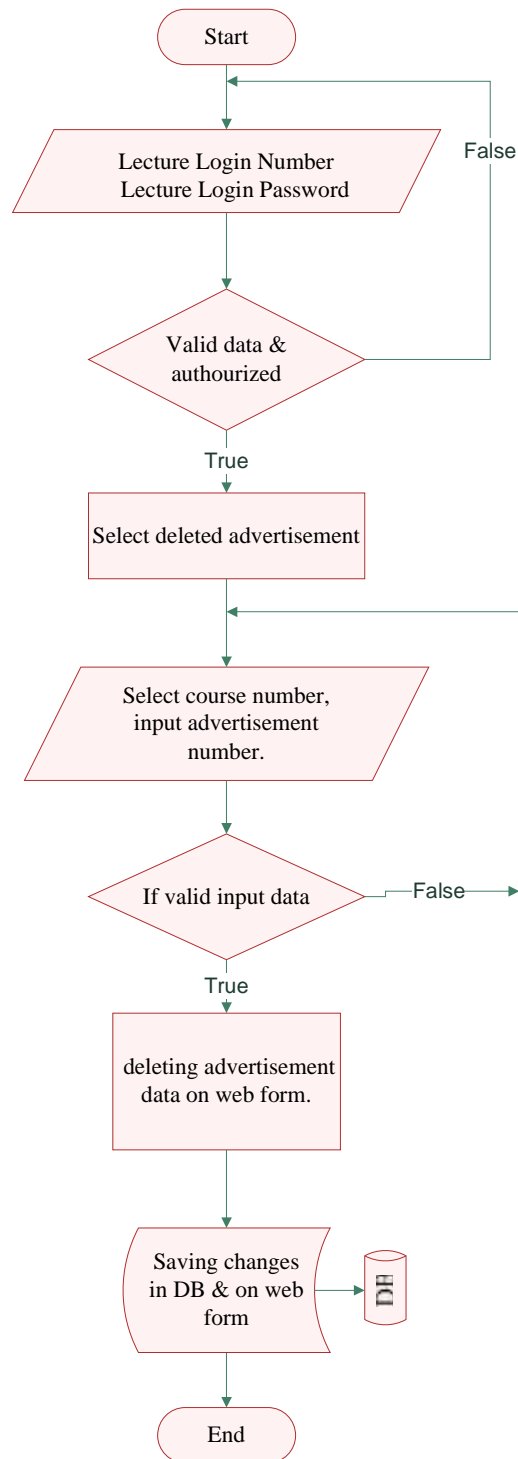 Start
False
Lecture Login Number
Lecture Login Password
Valid data &
authourized
True
Select deleted advertisement
Select course number,
input advertisement
number.
If valid input data
False
True
deleting advertisement
data on web form.
Saving changes
in DB & on web
form
DB
End